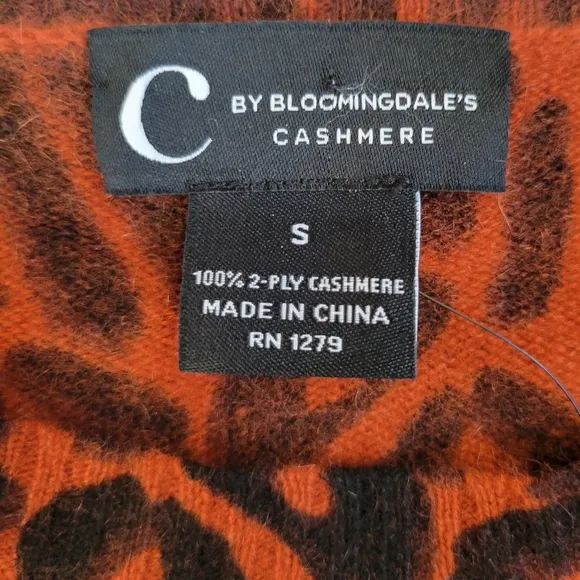 C
BY BLOOMINGDALE'S
CASHMERE
S
100% 2-PLY CASHMERE
MADE IN CHINA
RN 1279